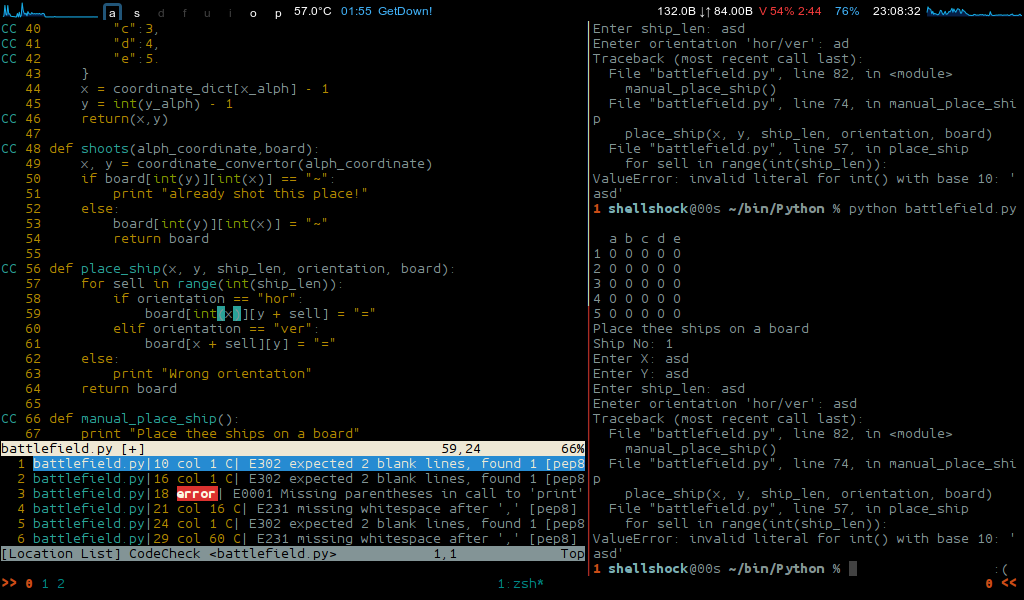 a s d f u i o p 57.0°C 01:55 GetDown! 132.0B ↓↑ 84.00B V 54% 2:44 76% 23:08:32
CC 40 "c":3,
CC 41 "d":4,
CC 42 "e":5.
43 }
44 x = coordinate_dict[x_alph] - 1
45 y = int(y_alph) - 1
CC 46 return(x,y)
47
CC 48 def shoots(alph_coordinate,board):
49 x, y = coordinate_convertor(alph_coordinate)
50 if board[int(y)][int(x)] == "~":
51 print "already shot this place!"
52 else:
53 board[int(y)][int(x)] = "~"
54 return board
55
CC 56 def place_ship(x, y, ship_len, orientation, board):
57 for sell in range(int(ship_len)):
58 if orientation == "hor":
59 board[int(x)][y + sell] = "="
60 elif orientation == "ver":
61 board[x + sell][y] = "="
62 else:
63 print "Wrong orientation"
64 return board
65
CC 66 def manual_place_ship():
67 print "Place thee ships on a board"
battlefield.py [+] 59,24 66%
1 battlefield.py|10 col 1 C| E302 expected 2 blank lines, found 1 [pep8
2 battlefield.py|16 col 1 C| E302 expected 2 blank lines, found 1 [pep8
3 battlefield.py|18 error| E0001 Missing parentheses in call to 'print'
4 battlefield.py|21 col 16 C| E231 missing whitespace after ',' [pep8]
5 battlefield.py|24 col 1 C| E302 expected 2 blank lines, found 1 [pep8
6 battlefield.py|29 col 60 C| E231 missing whitespace after ',' [pep8]
[Location List] CodeCheck <battlefield.py> 1,1 Top
Enter ship_len: asd
Eneter orientation 'hor/ver': ad
Traceback (most recent call last):
File "battlefield.py", line 82, in <module>
manual_place_ship()
File "battlefield.py", line 74, in manual_place_shi
p
place_ship(x, y, ship_len, orientation, board)
File "battlefield.py", line 57, in place_ship
for sell in range(int(ship_len)):
ValueError: invalid literal for int() with base 10: '
asd'
1 shellshock@00s ~/bin/Python % python battlefield.py
a b c d e
1 0 0 0 0 0
2 0 0 0 0 0
3 0 0 0 0 0
4 0 0 0 0 0
5 0 0 0 0 0
Place thee ships on a board
Ship No: 1
Enter X: asd
Enter Y: asd
Enter ship_len: asd
Eneter orientation 'hor/ver': asd
Traceback (most recent call last):
File "battlefield.py", line 82, in <module>
manual_place_ship()
File "battlefield.py", line 74, in manual_place_shi
p
place_ship(x, y, ship_len, orientation, board)
File "battlefield.py", line 57, in place_ship
for sell in range(int(ship_len)):
ValueError: invalid literal for int() with base 10: '
asd'
1 shellshock@00s ~/bin/Python % :(
>> 0 1 2 1:zsh* 0 <<